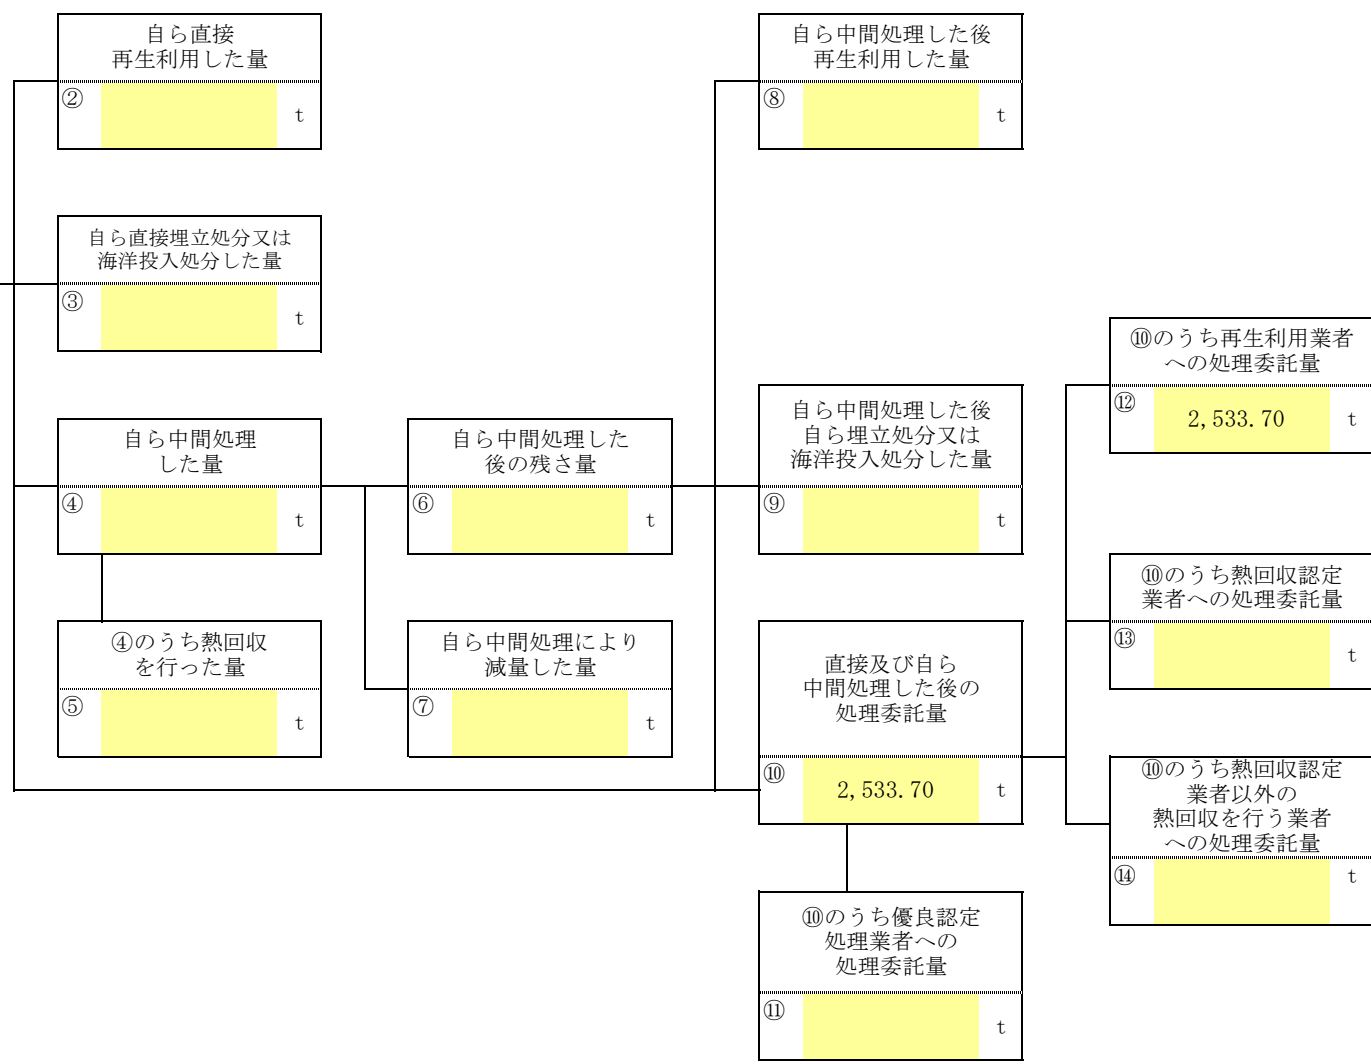 自ら直接
再生利用した量
②
t
自ら中間処理した後
再生利用した量
⑧
t
自ら直接埋立処分又は
海洋投入処分した量
③
t
⑩のうち再生利用業者
への処理委託量
⑫ 2,533.70 t
自ら中間処理
した量
④
t
自ら中間処理した
後の残さ量
⑥
t
自ら中間処理した後
自ら埋立処分又は
海洋投入処分した量
⑨
t
⑩のうち熱回収認定
業者への処理委託量
⑬
t
④のうち熱回収
を行った量
⑤
t
自ら中間処理により
減量した量
⑦
t
直接及び自ら
中間処理した後の
処理委託量
⑩ 2,533.70 t
⑩のうち熱回収認定
業者以外の
熱回収を行う業者
への処理委託量
⑭ t
⑩のうち優良認定
処理業者への
処理委託量
⑪
t